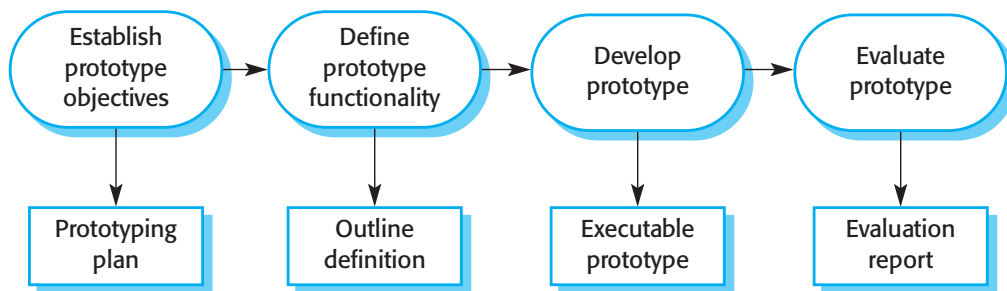 Establish
prototype
objectives
Define
prototype
functionality
Develop
prototype
Evaluate
prototype
Prototyping
plan
Outline
definition
Executable
prototype
Evaluation
report